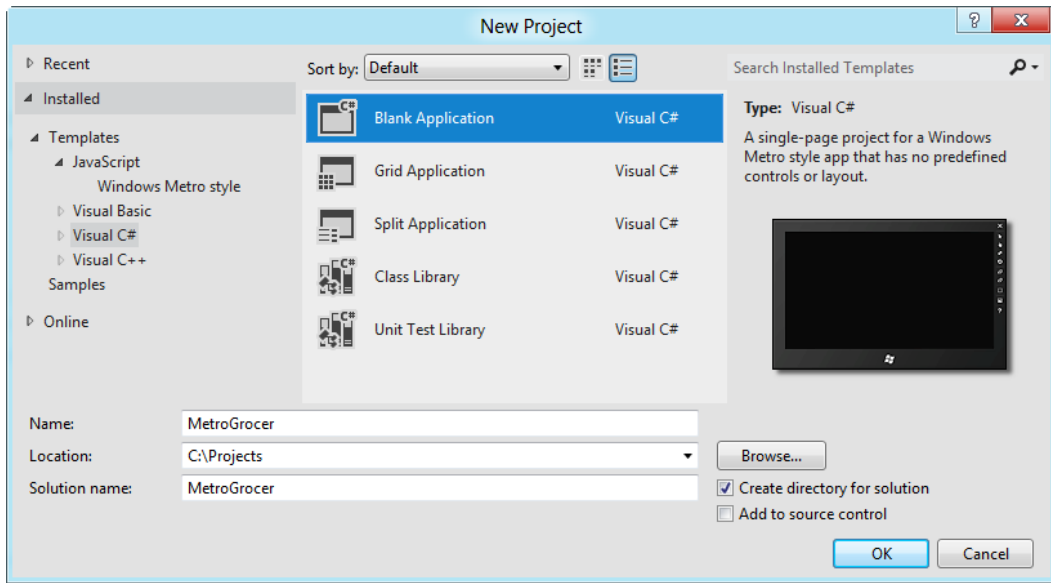 New Project
?
x
Recent
Installed
Templates
JavaScript
Windows Metro style
Visual Basic
Visual C#
Visual C++
Samples
Online
Sort by: Default
C# Blank Application Visual C#
Grid Application Visual C#
Split Application Visual C#
C# Class Library Visual C#
C# Unit Test Library Visual C#
Search Installed Templates
Type: Visual C#
A single-page project for a Windows
Metro style app that has no predefined
controls or layout.
Name: MetroGrocer
Location: C:\Projects
Browse...
Solution name: MetroGrocer
Create directory for solution
Add to source control
OK Cancel